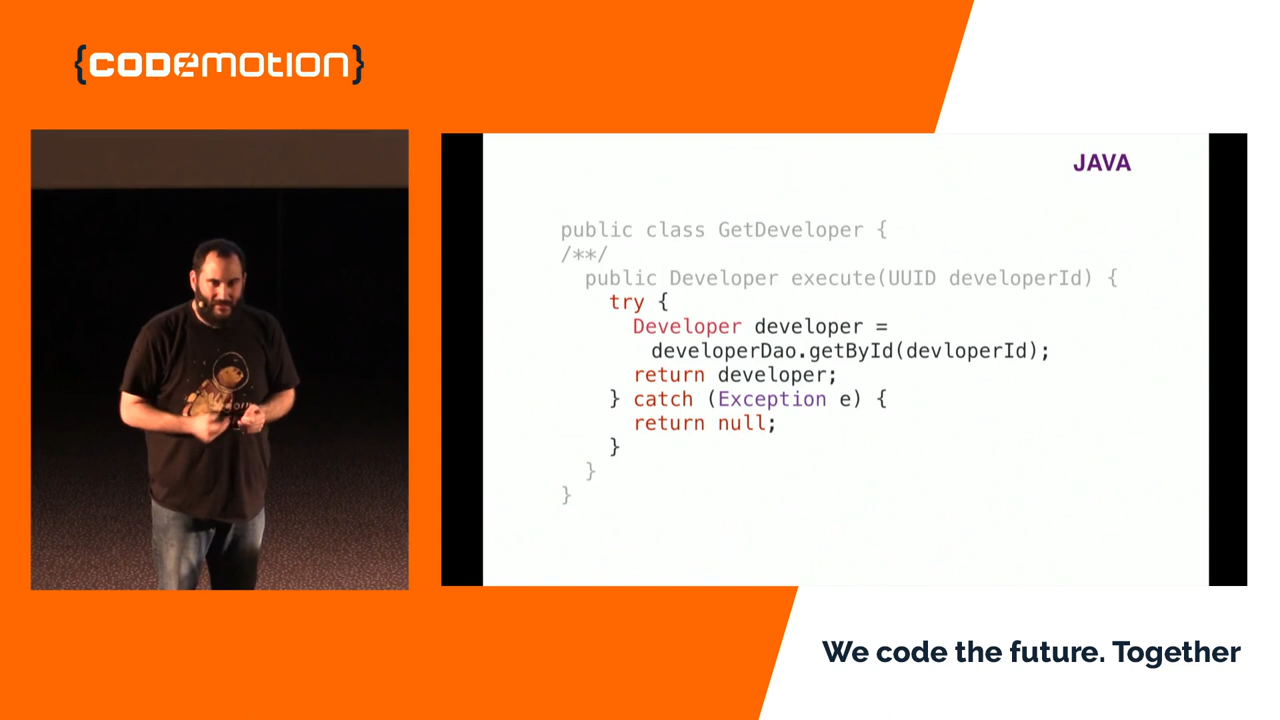 {CODEMOTION}
JAVA
public class GetDeveloper {
/**/
public Developer execute(UUID developerId) {
try {
Developer developer =
developerDao.getById(devloperId);
return developer;
} catch (Exception e) {
return null;
}
}
}
We code the future. Together